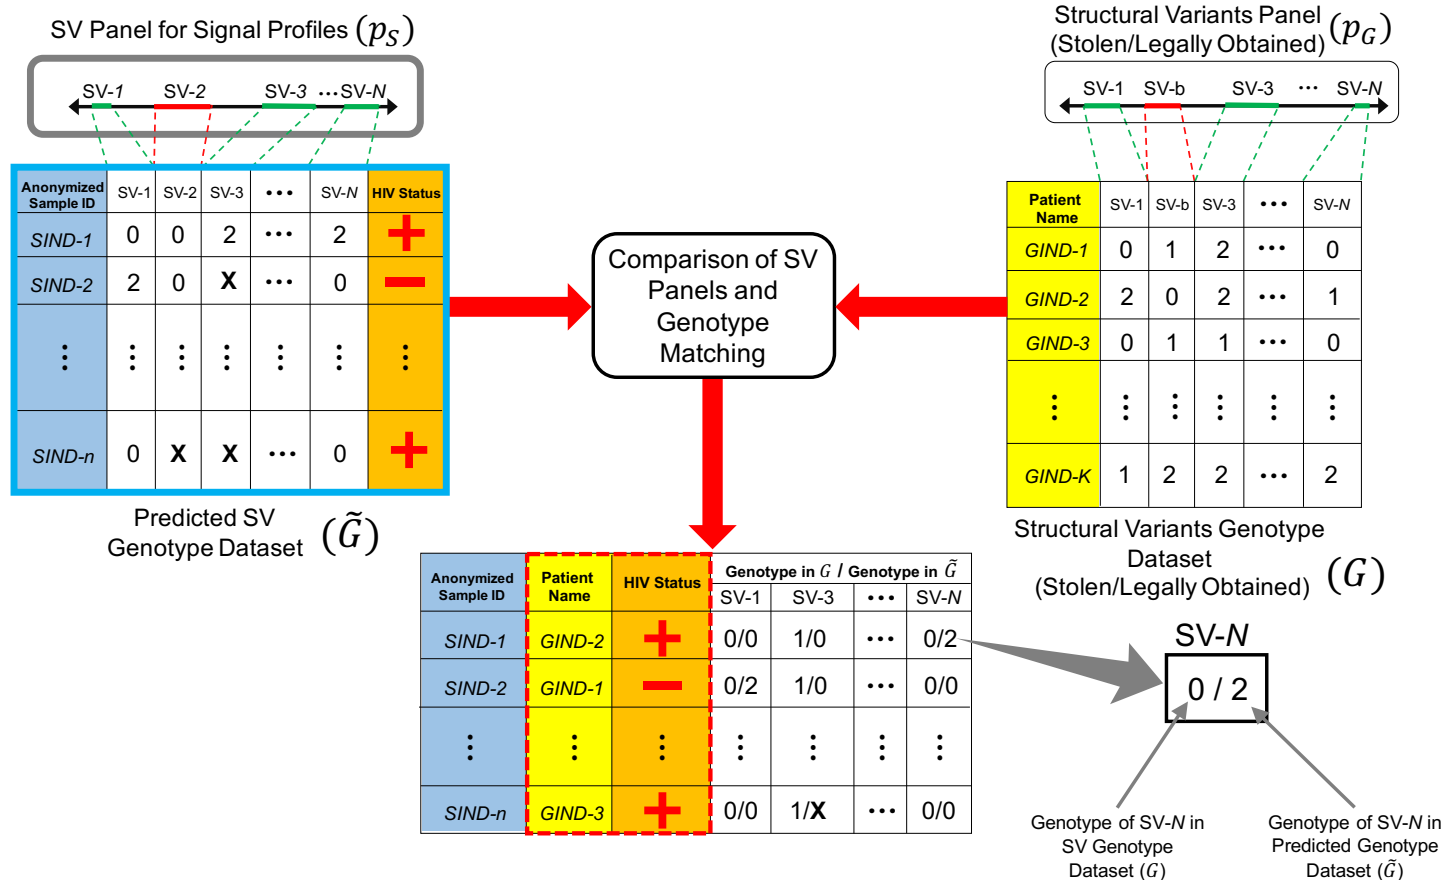 SV Panel for Signal Profiles (p_S)
SV-1 SV-2 SV-3 ···SV-N
Anonymized Sample ID SV-1 SV-2 SV-3 ··· SV-N HIV Status
SIND-1 0 0 2 ··· 2 +
SIND-2 2 0 X ··· 0 −
⋮ ⋮ ⋮ ⋮ ⋮ ⋮
SIND-n 0 X X ··· 0 +
Predicted SV
Genotype Dataset (G̃)
Comparison of SV
Panels and
Genotype
Matching
Structural Variants Panel
(Stolen/Legally Obtained) (p_G)
SV-1 SV-b SV-3 ··· SV-N
Patient Name SV-1 SV-b SV-3 ··· SV-N
GIND-1 0 1 2 ··· 0
GIND-2 2 0 2 ··· 1
GIND-3 0 1 1 ··· 0
⋮ ⋮ ⋮ ⋮ ⋮ ⋮
GIND-K 1 2 2 ··· 2
Structural Variants Genotype
Dataset
(Stolen/Legally Obtained) (G)
Anonymized Sample ID Patient Name HIV Status Genotype in G / Genotype in G̃
SV-1 SV-3 ··· SV-N
SIND-1 GIND-2 + 0/0 1/0 ··· 0/2
SIND-2 GIND-1 − 0/2 1/0 ··· 0/0
⋮ ⋮ ⋮ ⋮ ⋮ ⋮ ⋮
SIND-n GIND-3 + 0/0 1/X ··· 0/0
SV-N
0 / 2
Genotype of SV-N in
SV Genotype
Dataset (G)
Genotype of SV-N in
Predicted Genotype
Dataset (G̃)